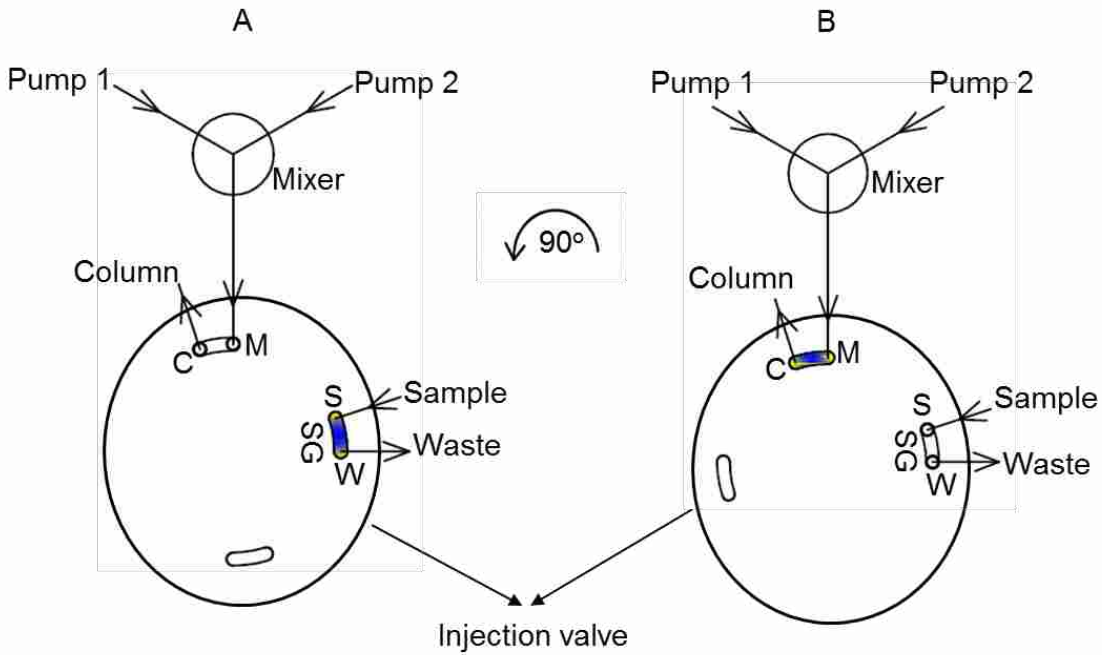 A
B
Pump 1
Pump 2
Pump 1
Pump 2
Mixer
Mixer
90º
Column
Column
C
M
C
M
S
Sample
S
Sample
SG
SG
Waste
Waste
W
W
Injection valve